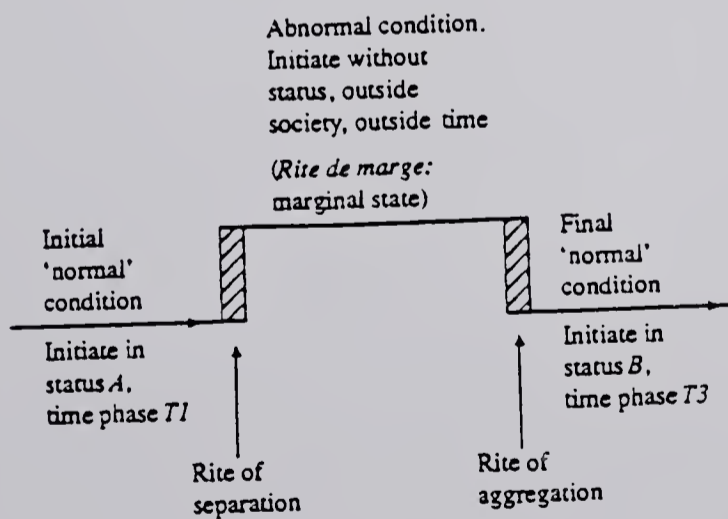 Abnormal condition.
Initiate without
status, outside
society, outside time
(Rite de marge:
marginal state)
Initial
'normal'
condition
Final
'normal'
condition
Initiate in
status A,
time phase T1
Initiate in
status B,
time phase T3
Rite of
separation
Rite of
aggregation